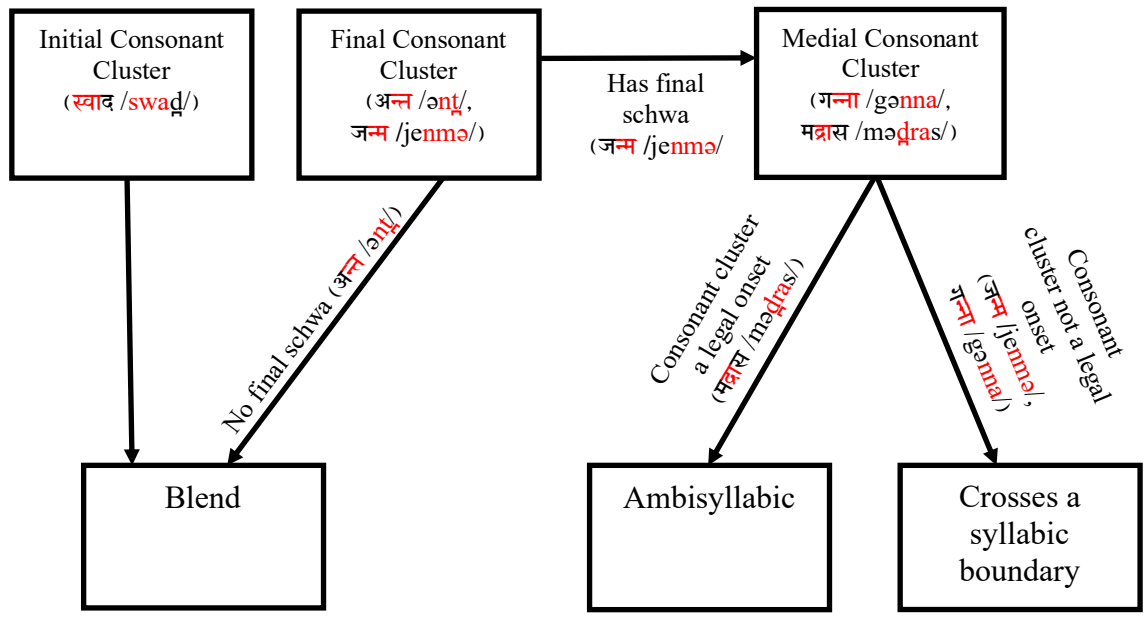 Initial Consonant
Cluster
(स्वाद /swad̪/)
Final Consonant
Cluster
(अन्त /ənt̪/,
जन्म /jenmə/)
Has final
schwa
(जन्म /jenmə/
Medial Consonant
Cluster
(गन्ना /gənna/,
मद्रास /məd̪ras/)
No final schwa (अन्त /ənt̪/)
Consonant cluster
a legal onset
(मद्रास /məd̪ras/)
Consonant
cluster not a legal
onset
(जन्म /jenmə/,
गन्ना /gənna/)
Blend
Ambisyllabic
Crosses a
syllabic
boundary